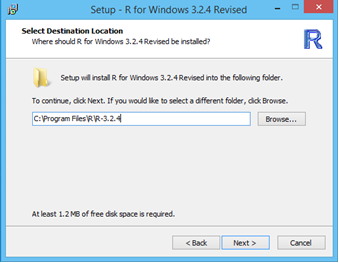 Setup - R for Windows 3.2.4 Revised
Select Destination Location
Where should R for Windows 3.2.4 Revised be installed?
R
Setup will install R for Windows 3.2.4 Revised into the following folder.
To continue, click Next. If you would like to select a different folder, click Browse.
C:\Program Files\R\R-3.2.4
Browse...
At least 1.2 MB of free disk space is required.
< Back
Next >
Cancel